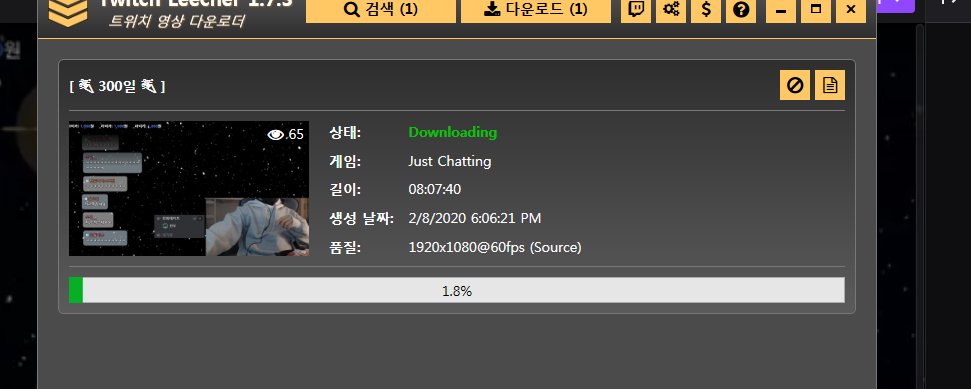 Twitch Leecher 1.7.3
트위치 영상 다운로더
검색 (1)
다운로드 (1)
[ 300일 ]
65
상태: Downloading
게임: Just Chatting
길이: 08:07:40
생성 날짜: 2/8/2020 6:06:21 PM
품질: 1920x1080@60fps (Source)
1.8%